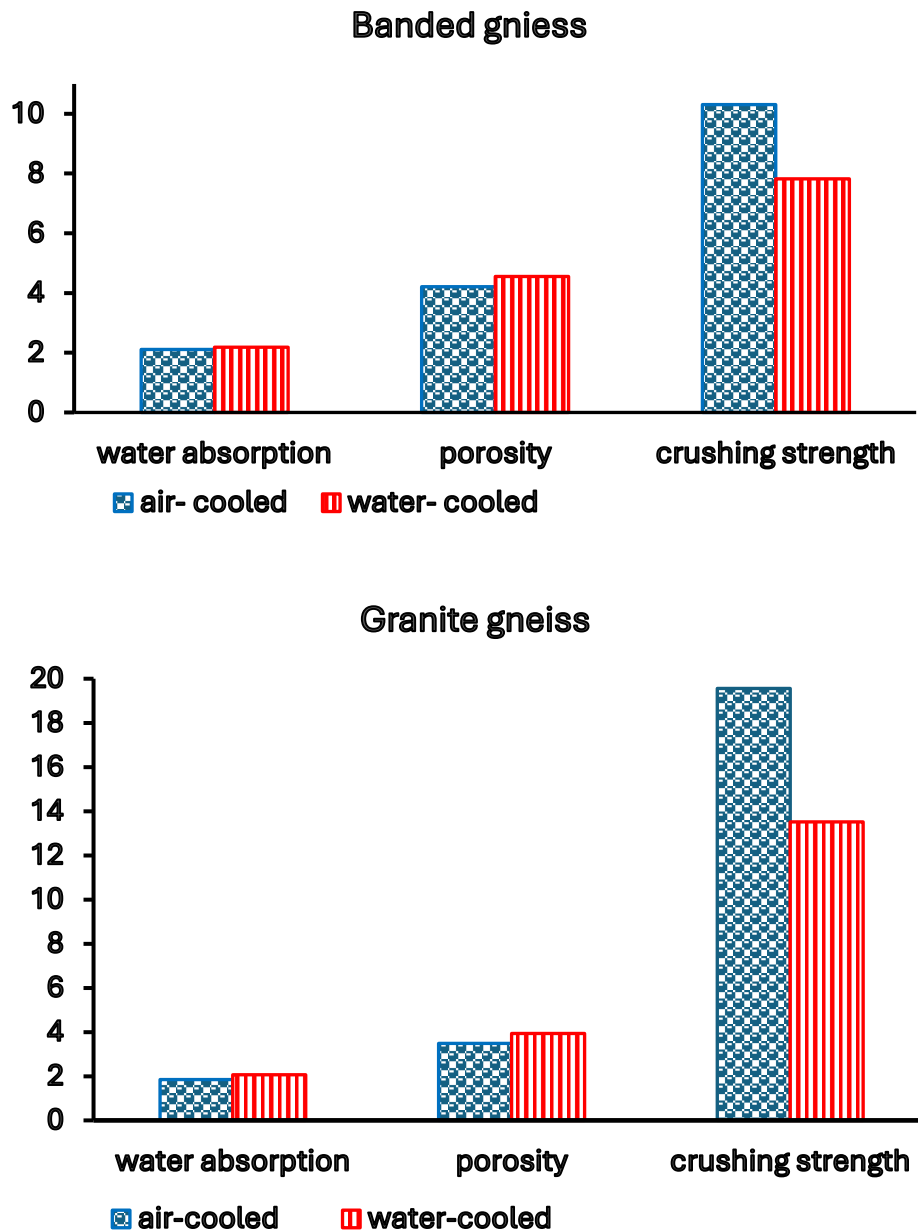 Banded gniess
10
8
6
4
2
0
water absorption porosity crushing strength
air- cooled water- cooled
Granite gneiss
20
18
16
14
12
10
8
6
4
2
0
water absorption porosity crushing strength
air-cooled water-cooled